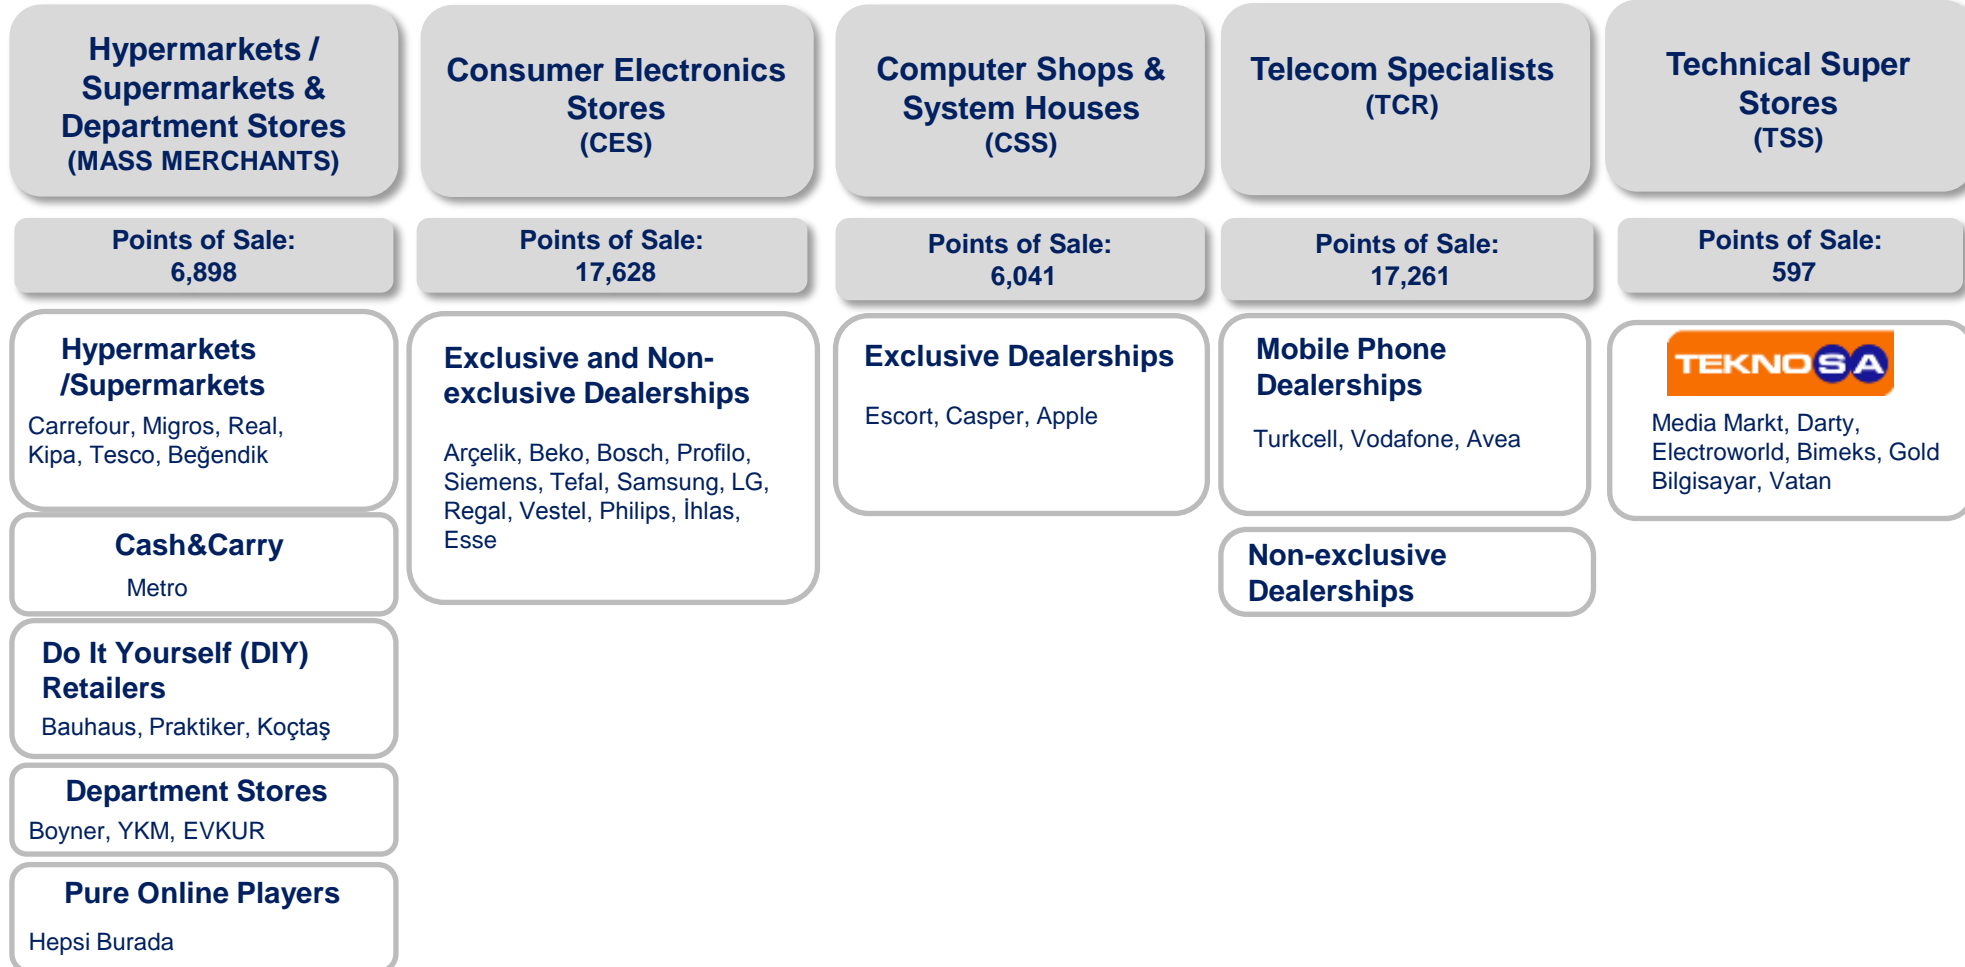 Hypermarkets /
Supermarkets &
Department Stores
(MASS MERCHANTS)
Points of Sale:
6,898
Hypermarkets
/Supermarkets
Carrefour, Migros, Real,
Kipa, Tesco, Beğendik
Cash&Carry
Metro
Do It Yourself (DIY)
Retailers
Bauhaus, Praktiker, Koçtaş
Department Stores
Boyner, YKM, EVKUR
Pure Online Players
Hepsi Burada
Consumer Electronics
Stores
(CES)
Points of Sale:
17,628
Exclusive and Non-
exclusive Dealerships
Arçelik, Beko, Bosch, Profilo,
Siemens, Tefal, Samsung, LG,
Regal, Vestel, Philips, İhlas,
Esse
Computer Shops &
System Houses
(CSS)
Points of Sale:
6,041
Exclusive Dealerships
Escort, Casper, Apple
Telecom Specialists
(TCR)
Points of Sale:
17,261
Mobile Phone
Dealerships
Turkcell, Vodafone, Avea
Non-exclusive
Dealerships
Technical Super
Stores
(TSS)
Points of Sale:
597
TEKNOSA
Media Markt, Darty,
Electroworld, Bimeks, Gold
Bilgisayar, Vatan